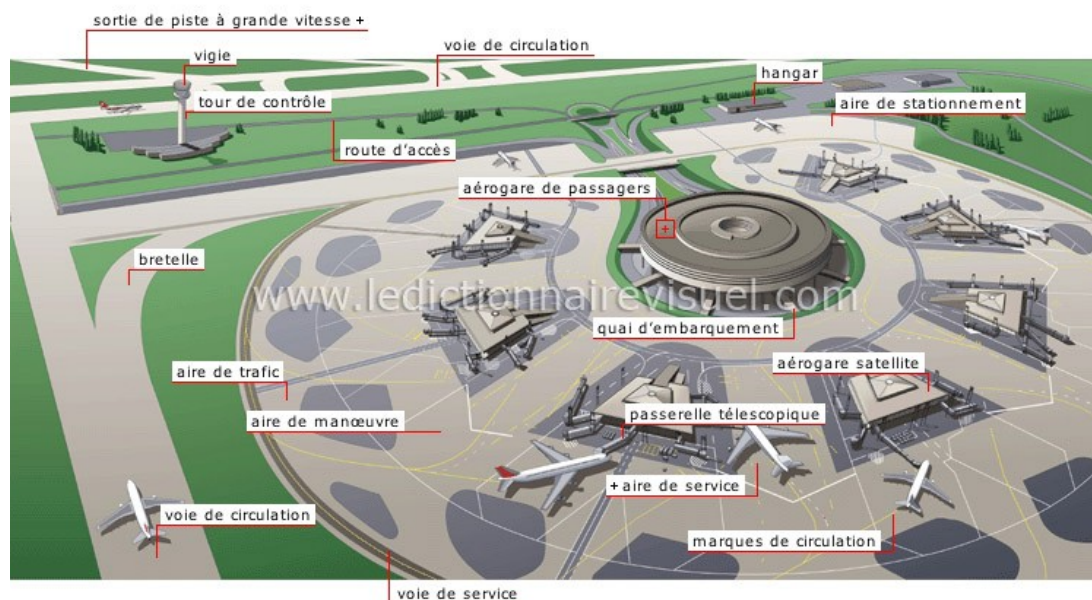 sortie de piste à grande vitesse +
voie de circulation
vigie
hangar
tour de contrôle
aire de stationnement
route d'accès
aérogare de passagers
+
bretelle
www.ledictionnairevisuel.com
quai d'embarquement
aire de trafic
aérogare satellite
aire de manœuvre
passerelle télescopique
+ aire de service
voie de circulation
marques de circulation
voie de service